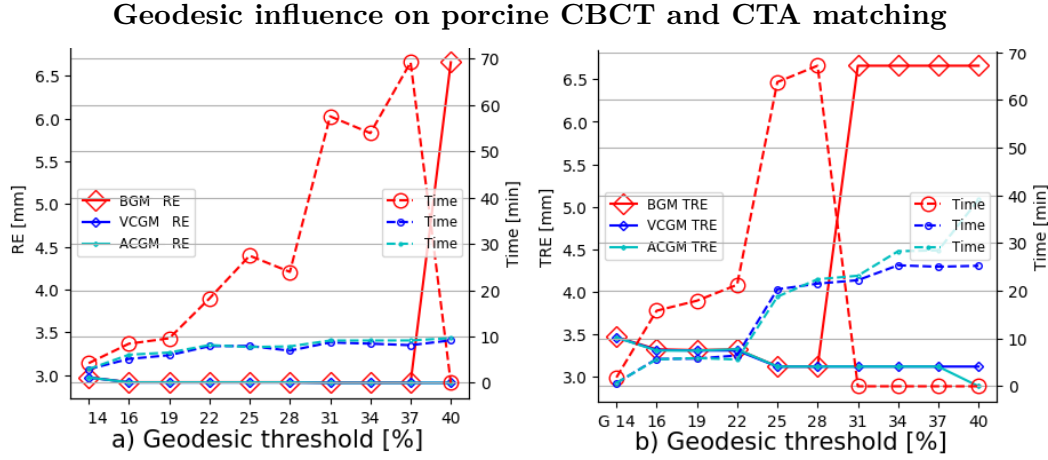 Geodesic influence on porcine CBCT and CTA matching
6.5
6.0
5.5
5.0
4.5
4.0
3.5
3.0
RE [mm]
BGM RE
VCGM RE
ACGM RE
Time
Time
Time
70
60
50
40
30
20
10
0
Time [min]
14 16 19 22 25 28 31 34 37 40
a) Geodesic threshold [%]
6.5
6.0
5.5
5.0
4.5
4.0
3.5
3.0
TRE [mm]
BGM TRE
VCGM TRE
ACGM TRE
Time
Time
Time
70
60
50
40
30
20
10
0
Time [min]
G 14 16 19 22 25 28 31 34 37 40
b) Geodesic threshold [%]